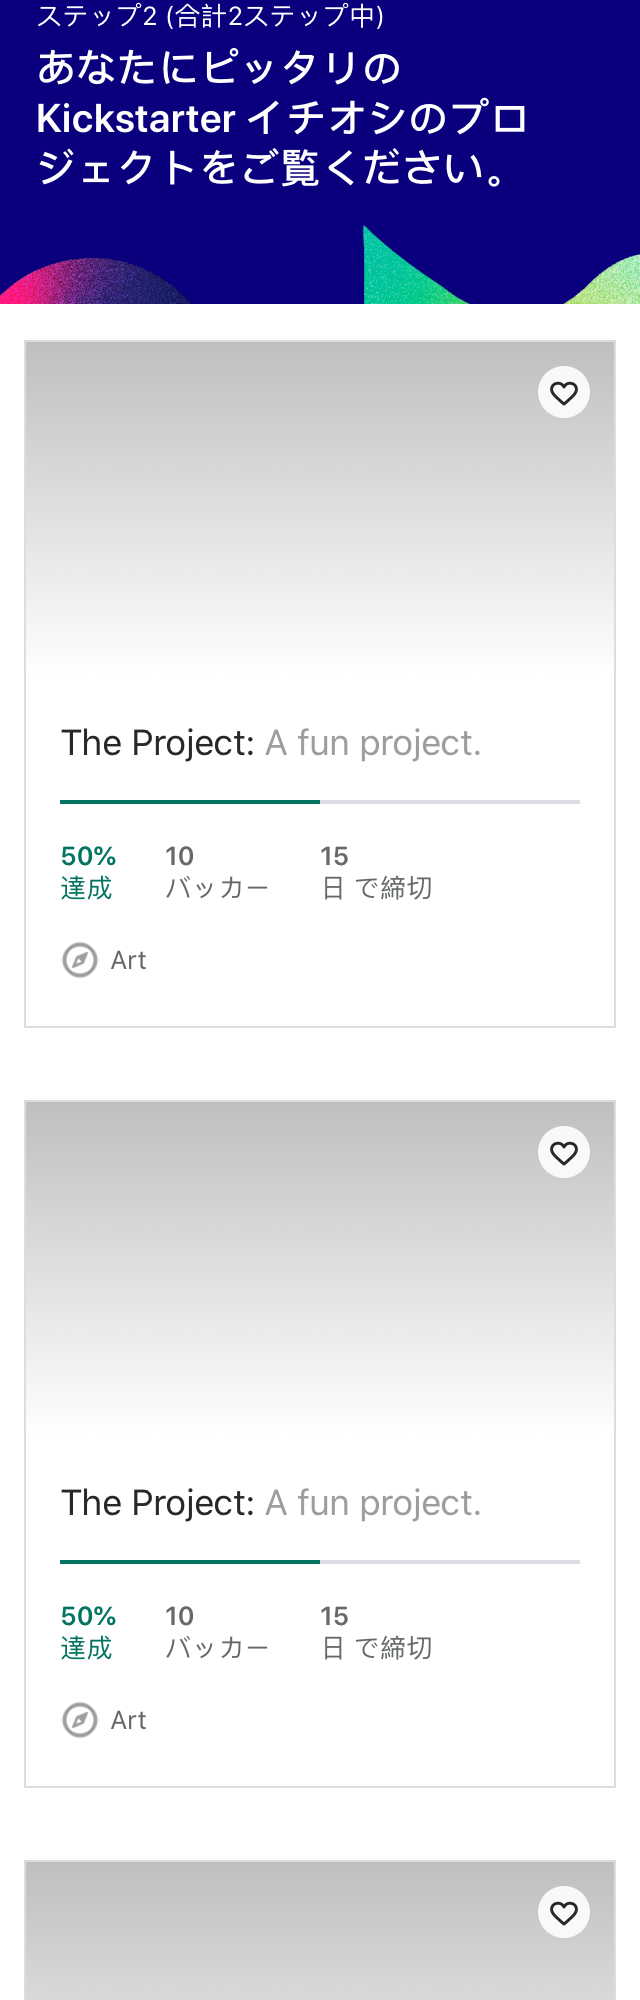 ステップ2 (合計2ステップ中)
あなたにピッタリの
Kickstarter イチオシのプロ
ジェクトをご覧ください。
The Project: A fun project.
50% 10 15
達成 バッカー 日 で締切
Art
The Project: A fun project.
50% 10 15
達成 バッカー 日 で締切
Art